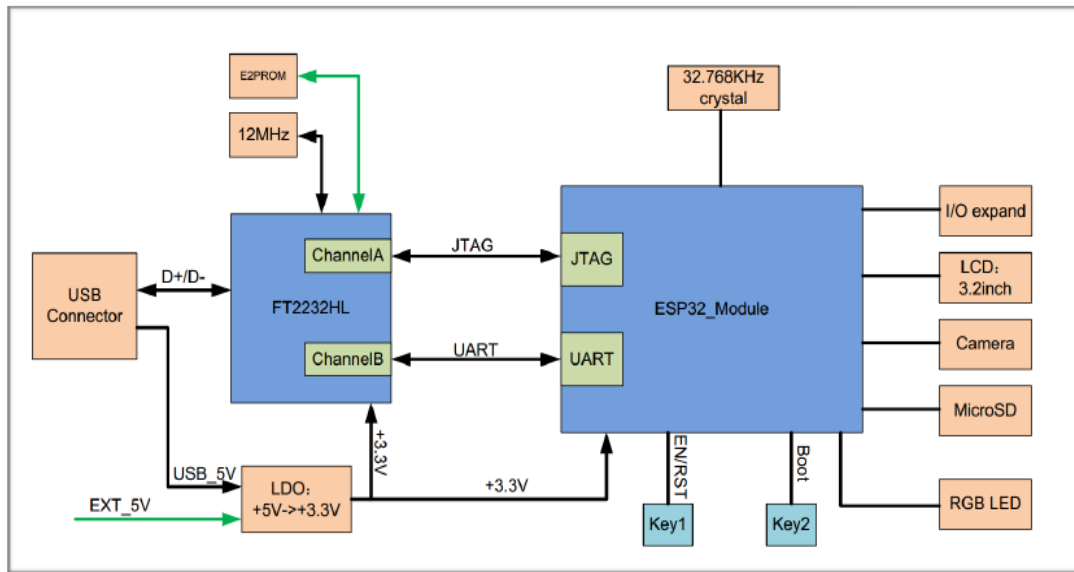 E2PROM
12MHz
32.768KHz
crystal
USB
Connector
D+/D-
FT2232HL
ChannelA
ChannelB
JTAG
UART
JTAG
UART
ESP32_Module
I/O expand
LCD：
3.2inch
Camera
MicroSD
RGB LED
USB_5V
EXT_5V
LDO：
+5V->+3.3V
+3.3V
+3.3V
EN/RST
Boot
Key1
Key2